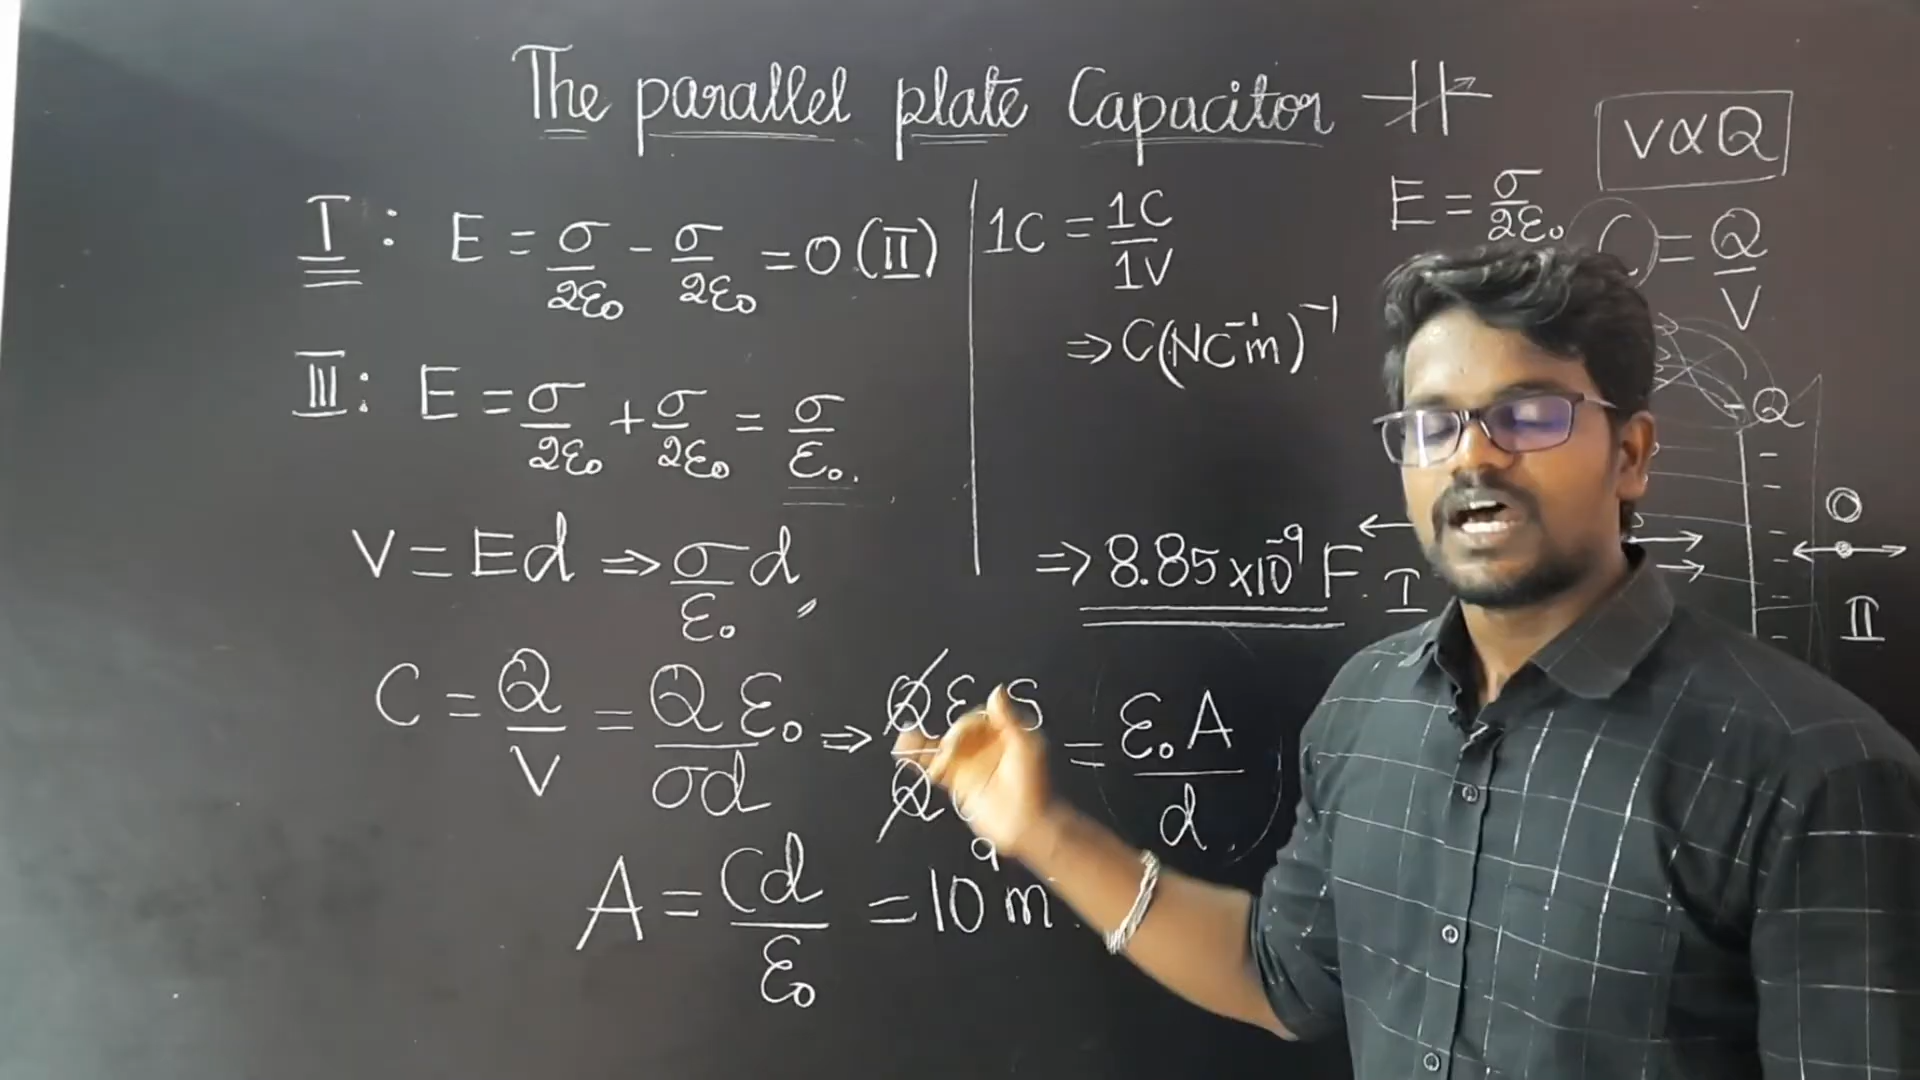 The parallel plate Capacitor
V∝Q
I : E = σ/2ε₀ - σ/2ε₀ = 0 (II)
1C = 1C/1V
E = σ/2ε₀
C = Q/V
⇒ C(NC⁻¹m)⁻¹
III : E = σ/2ε₀ + σ/2ε₀ = σ/ε₀.
-Q
V = Ed ⇒ σ/ε₀ d
⇒ 8.85 × 10⁻⁹ F
I
O
II
C = Q/V = Qε₀/σd ⇒ = ε₀A/d
A = Cd/ε₀ = 10⁹ m